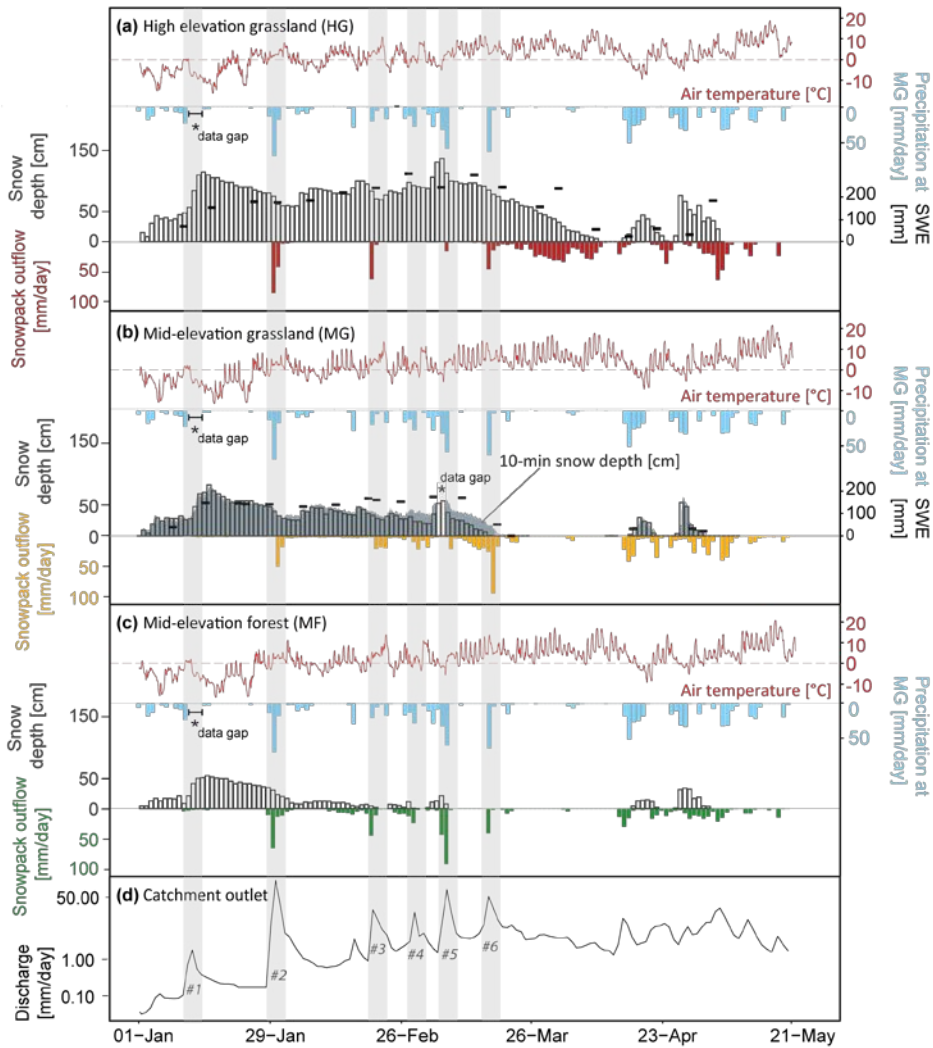 (a) High elevation grassland (HG)
20
10
0
-10
Air temperature [°C]
Precipitation at
MG [mm/day]
0
50
*
data gap
Snow
depth [cm]
150
50
0
SWE
[mm]
200
100
0
Snowpack outflow
[mm/day]
50
100
(b) Mid-elevation grassland (MG)
20
10
0
-10
Air temperature [°C]
Precipitation at
MG [mm/day]
0
50
*
data gap
data gap
*
10-min snow depth [cm]
Snow
depth [cm]
150
50
0
SWE
[mm]
200
100
0
Snowpack outflow
[mm/day]
50
100
(c) Mid-elevation forest (MF)
20
10
0
-10
Air temperature [°C]
Precipitation at
MG [mm/day]
0
50
*
data gap
Snow
depth [cm]
150
50
0
Snowpack outflow
[mm/day]
50
100
(d) Catchment outlet
Discharge
[mm/day]
50.00
1.00
0.10
#1
#2
#3
#4
#5
#6
01-Jan
29-Jan
26-Feb
26-Mar
23-Apr
21-May